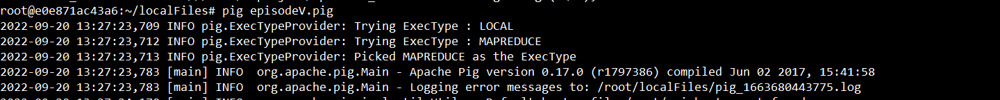 root@e0e871ac43a6:~/localFiles# pig episodeV.pig
2022-09-20 13:27:23,709 INFO pig.ExecTypeProvider: Trying ExecType : LOCAL
2022-09-20 13:27:23,712 INFO pig.ExecTypeProvider: Trying ExecType : MAPREDUCE
2022-09-20 13:27:23,713 INFO pig.ExecTypeProvider: Picked MAPREDUCE as the ExecType
2022-09-20 13:27:23,783 [main] INFO  org.apache.pig.Main - Apache Pig version 0.17.0 (r1797386) compiled Jun 02 2017, 15:41:58
2022-09-20 13:27:23,783 [main] INFO  org.apache.pig.Main - Logging error messages to: /root/localFiles/pig_1663680443775.log